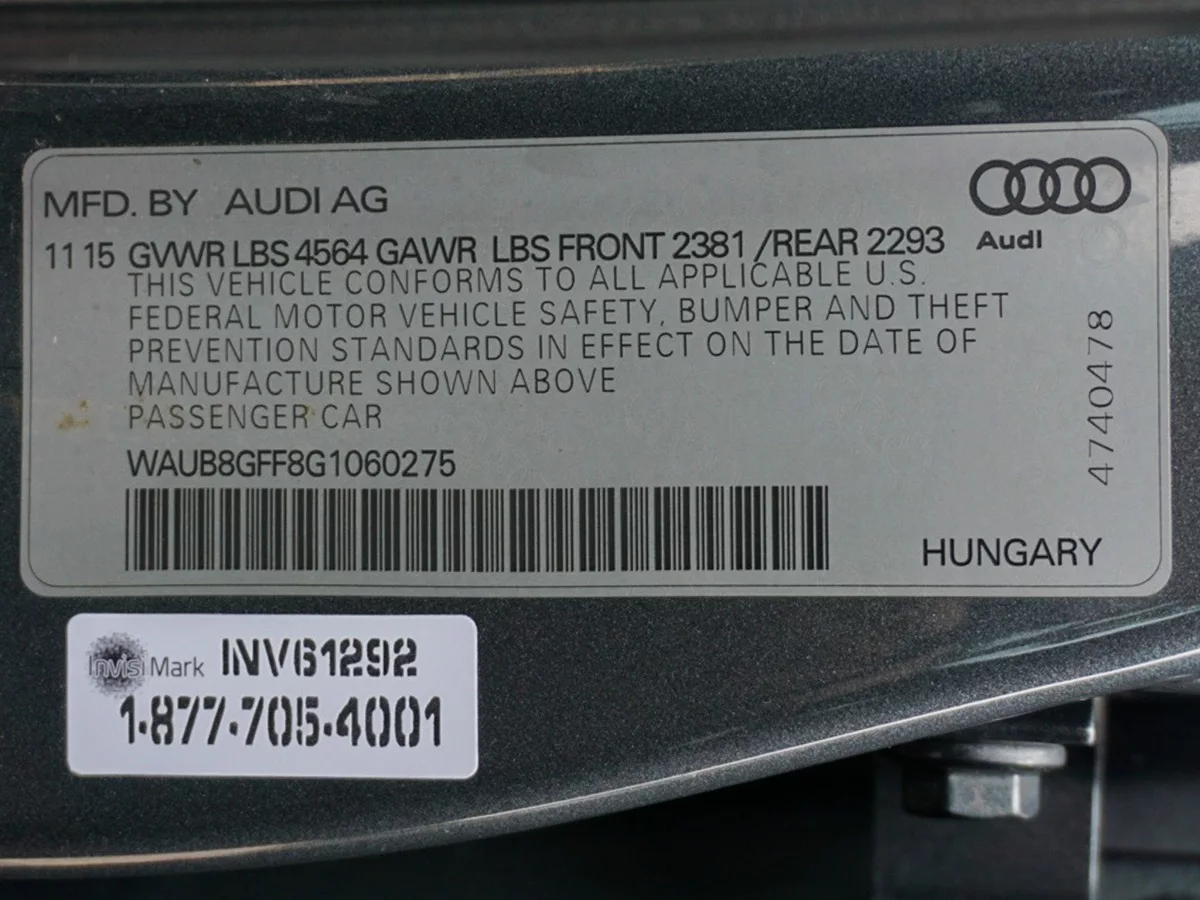 MFD. BY AUDI AG
11 15 GVWR LBS 4564 GAWR LBS FRONT 2381 /REAR 2293
Audi
THIS VEHICLE CONFORMS TO ALL APPLICABLE U.S.
FEDERAL MOTOR VEHICLE SAFETY, BUMPER AND THEFT
PREVENTION STANDARDS IN EFFECT ON THE DATE OF
MANUFACTURE SHOWN ABOVE
PASSENGER CAR
4740478
WAUB8GFF8G1060275
HUNGARY
InvisiMark INV61292
1-877-705-4001